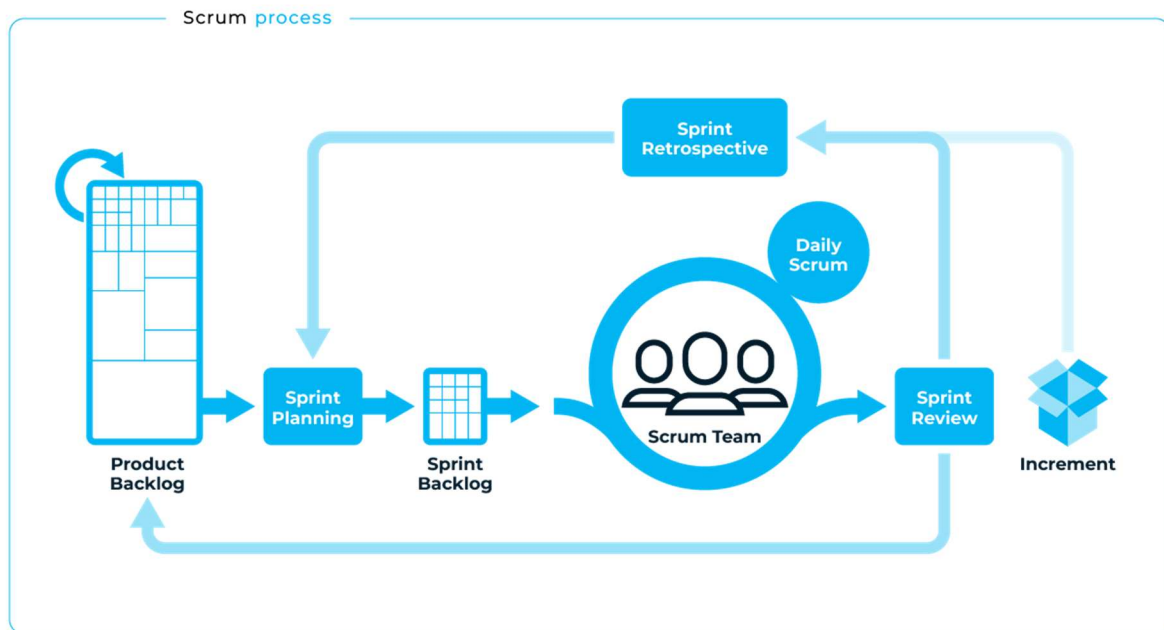 Scrum process
Sprint
Retrospective
Daily
Scrum
Sprint
Planning
Scrum Team
Sprint
Review
Product
Backlog
Sprint
Backlog
Increment